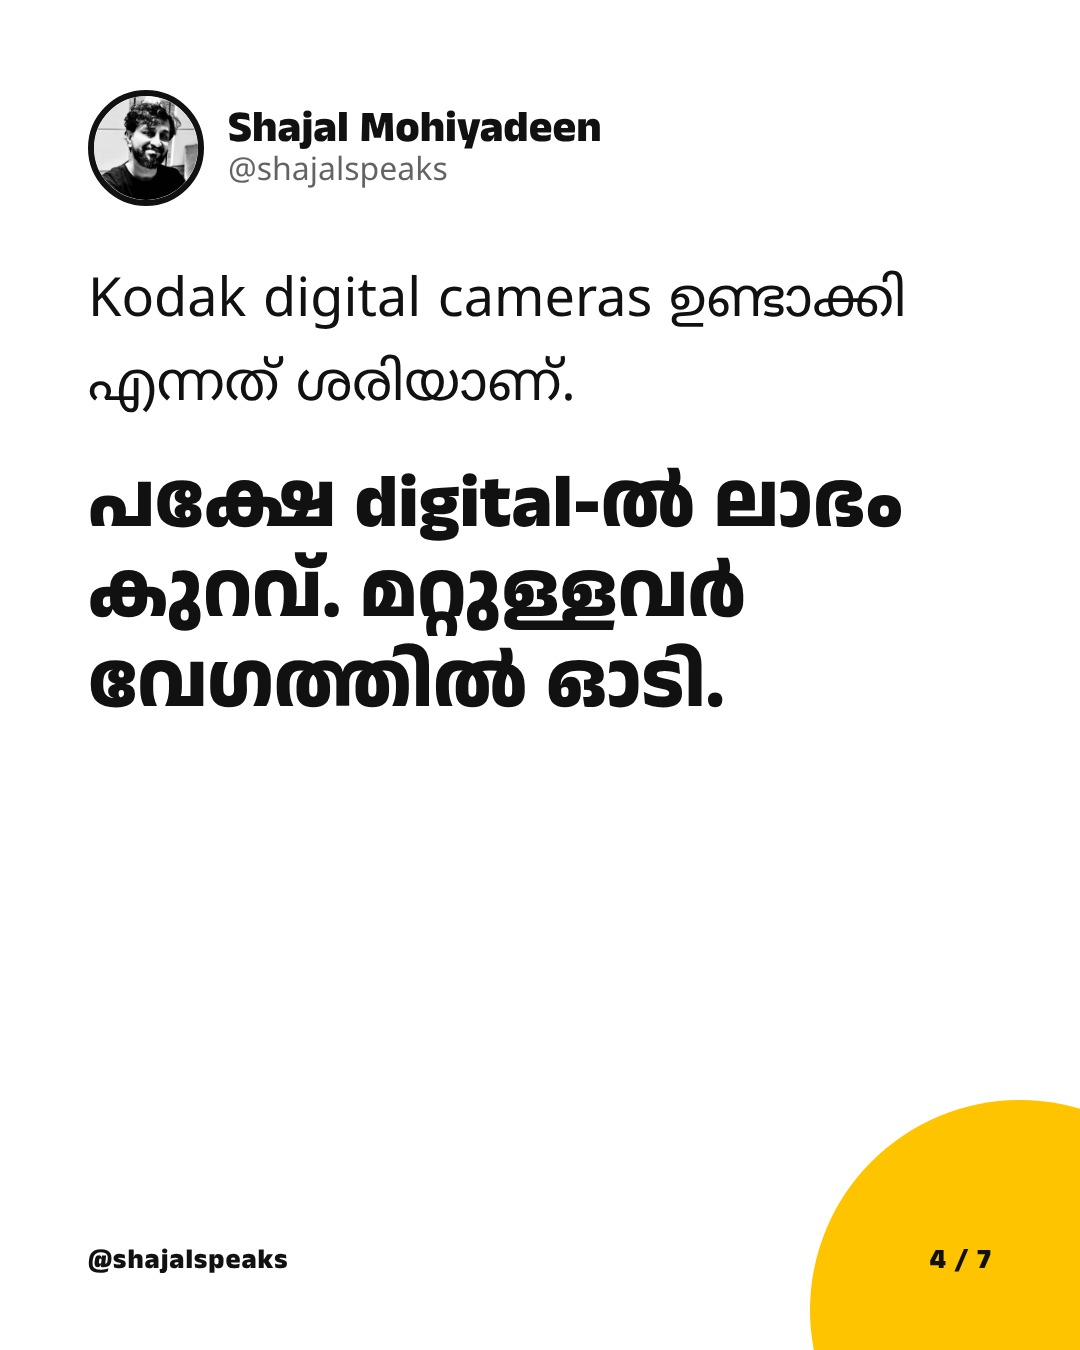 Shajal Mohiyadeen
@shajalspeaks
Kodak digital cameras ഉണ്ടാക്കി
എന്നത് ശരിയാണ്.
പക്ഷേ digital-ൽ ലാഭം
കുറവ്. മറ്റുള്ളവർ
വേഗത്തിൽ ഓടി.
@shajalspeaks
4 / 7